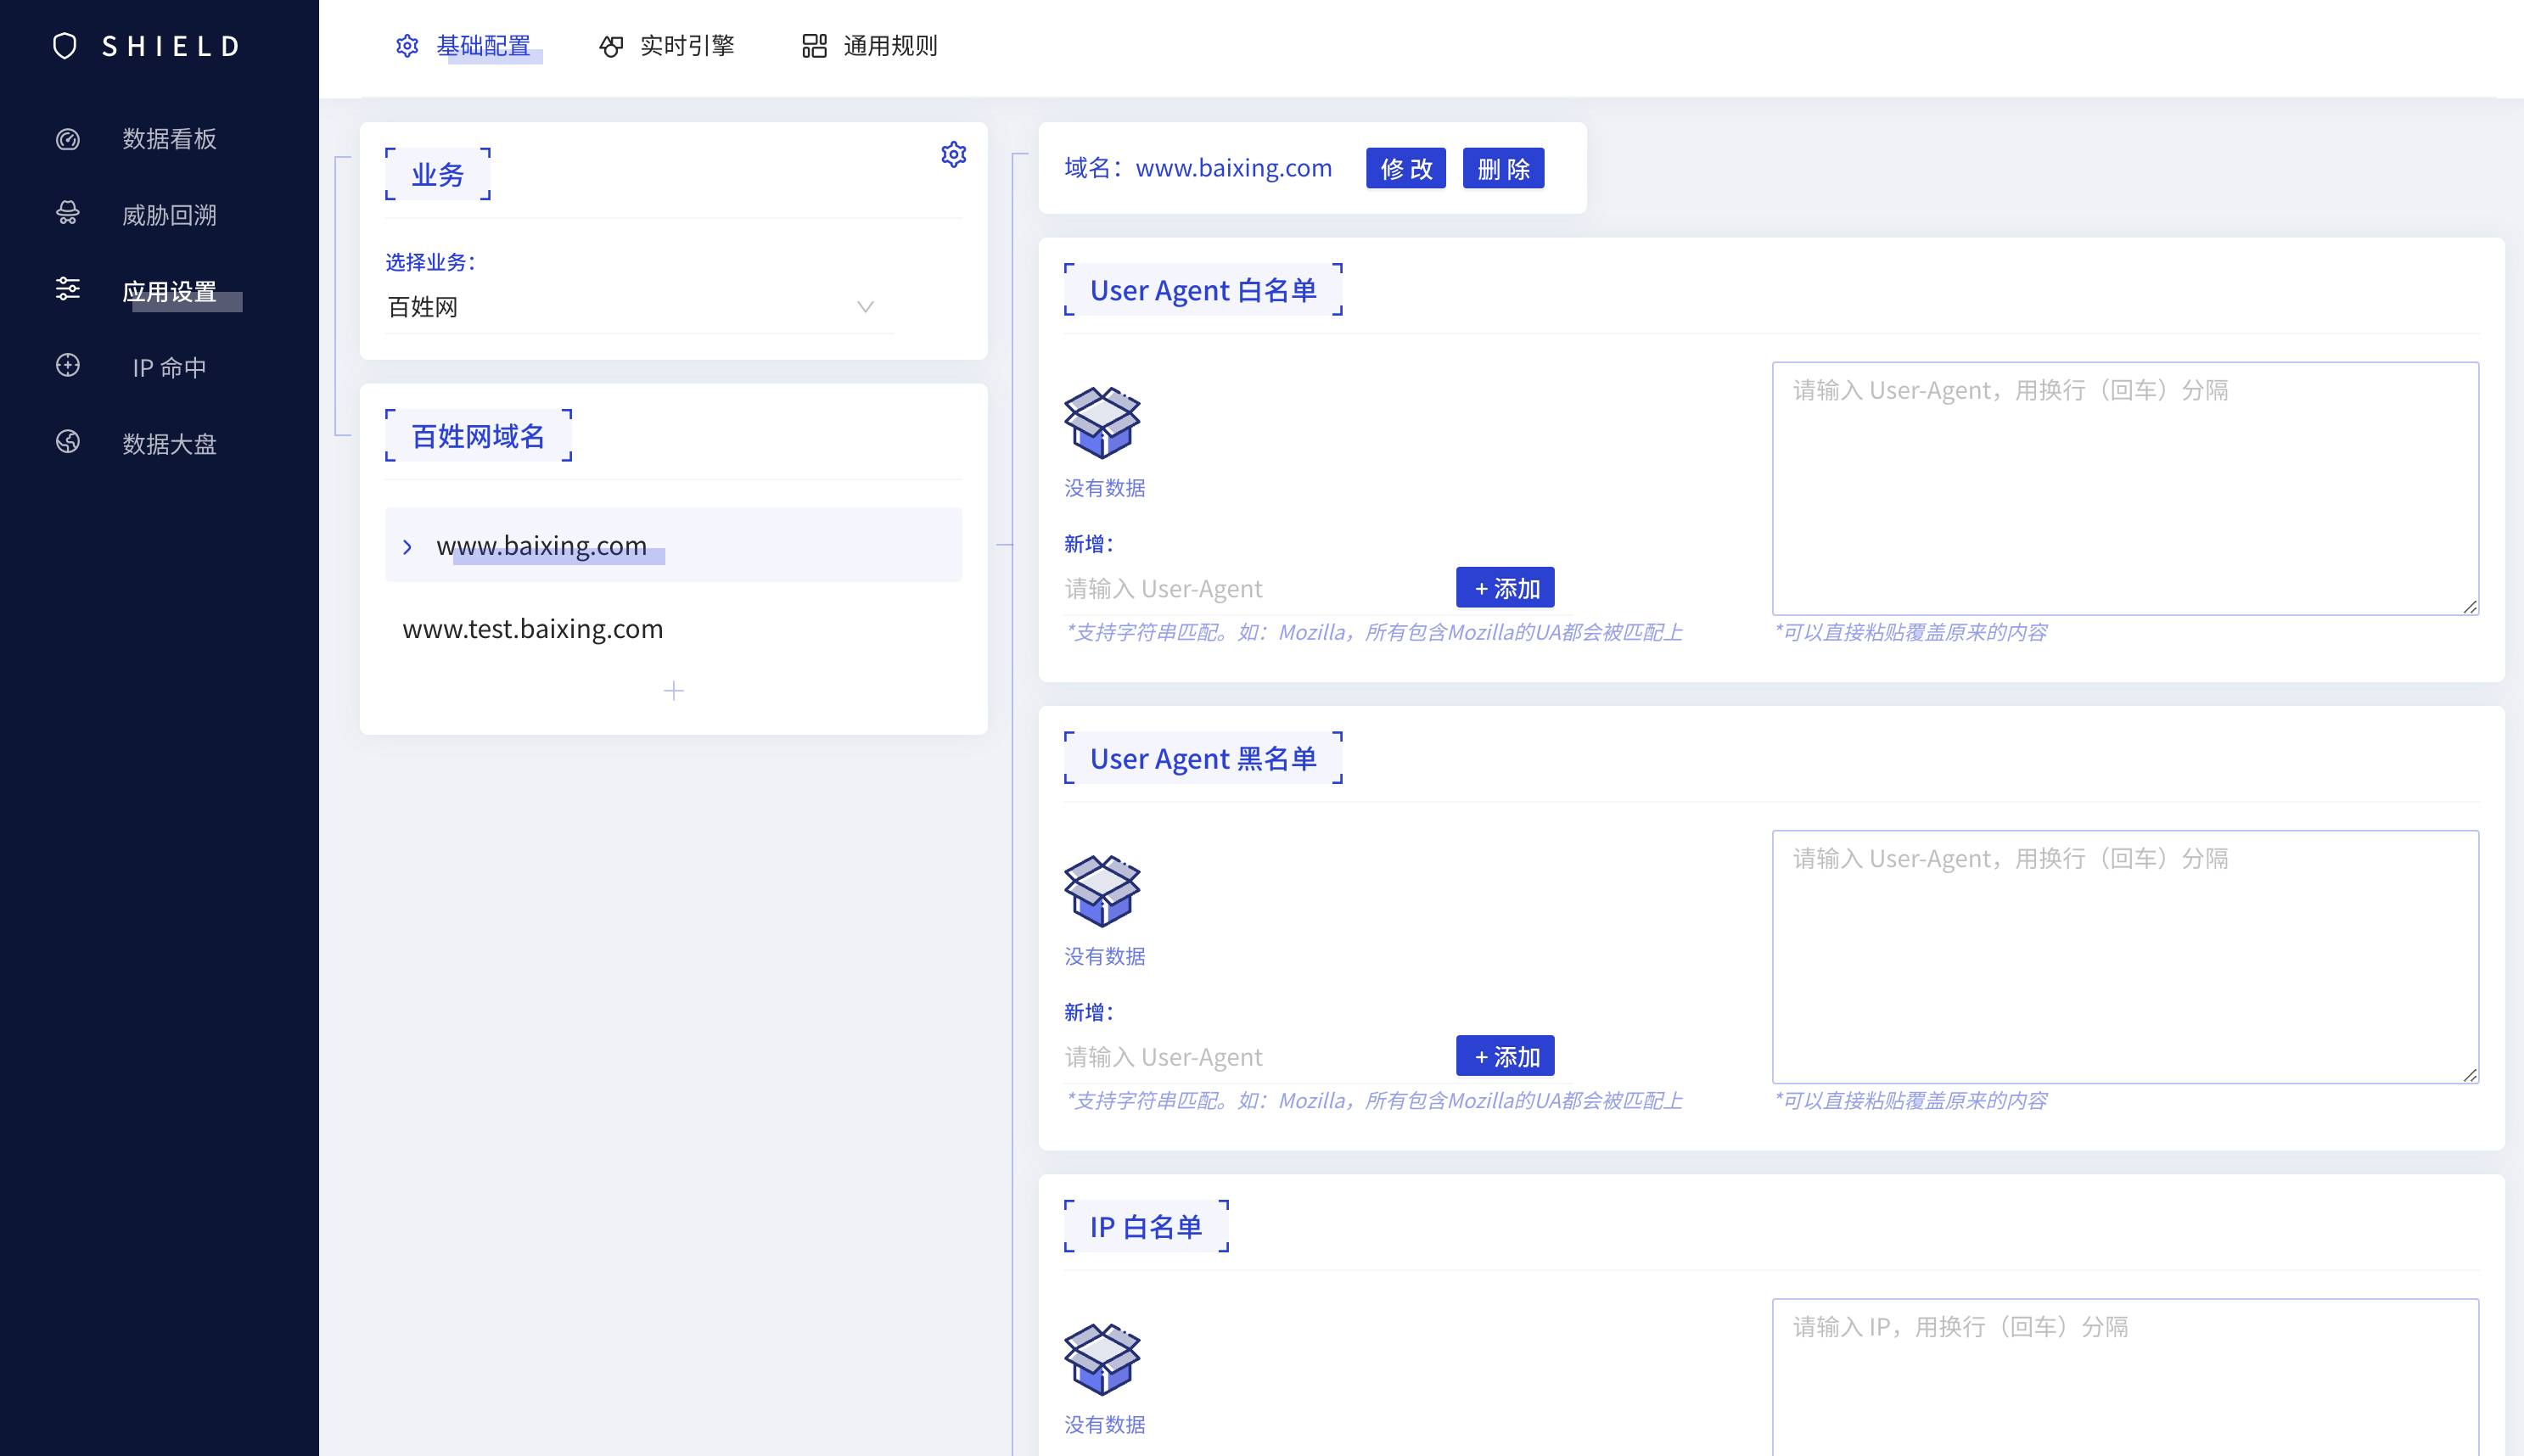 SHIELD
数据看板
威胁回溯
应用设置
IP 命中
数据大盘
基础配置
实时引擎
通用规则
业务
选择业务：
百姓网
百姓网域名
www.baixing.com
www.test.baixing.com
域名：www.baixing.com
修 改
删 除
User Agent 白名单
没有数据
新增：
请输入 User-Agent
+ 添加
*支持字符串匹配。如：Mozilla，所有包含Mozilla的UA都会被匹配上
请输入 User-Agent，用换行（回车）分隔
*可以直接粘贴覆盖原来的内容
User Agent 黑名单
没有数据
新增：
请输入 User-Agent
+ 添加
*支持字符串匹配。如：Mozilla，所有包含Mozilla的UA都会被匹配上
请输入 User-Agent，用换行（回车）分隔
*可以直接粘贴覆盖原来的内容
IP 白名单
没有数据
请输入 IP，用换行（回车）分隔